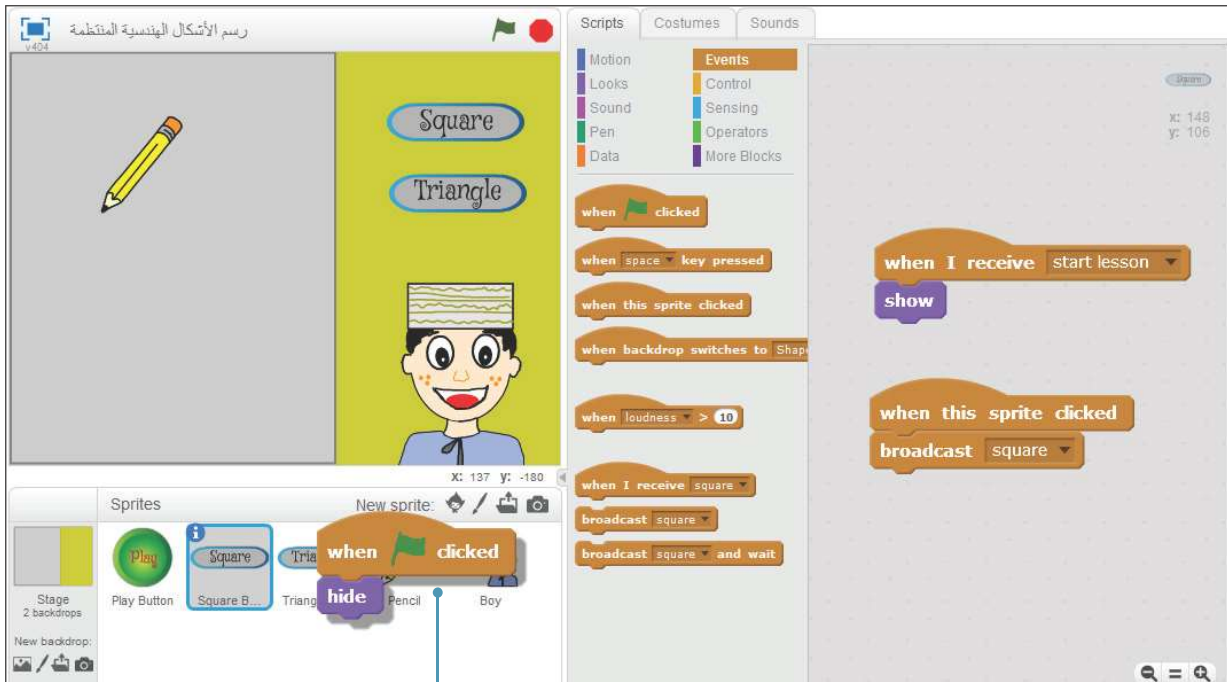 رسم الأشكال الهندسية المنتظمة
v404
Square
Triangle
x: 137 y: -180
Sprites
New sprite:
Stage
2 backdrops
New backdrop:
Play
Play Button
Square
Square B...
Tria
Triang
Pencil
Boy
when clicked
hide
Scripts
Costumes
Sounds
Motion
Looks
Sound
Pen
Data
Events
Control
Sensing
Operators
More Blocks
when clicked
when space key pressed
when this sprite clicked
when backdrop switches to Shap
when loudness > 10
when I receive square
broadcast square
broadcast square and wait
Square
x: 148
y: 106
when I receive start lesson
show
when this sprite clicked
broadcast square